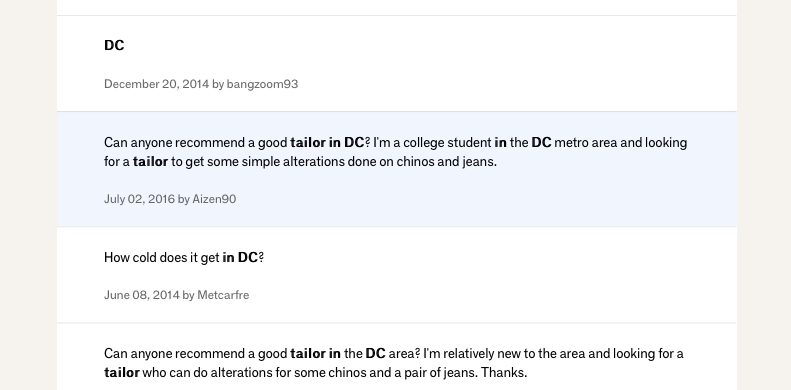 DC
December 20, 2014 by bangzoom93
Can anyone recommend a good tailor in DC? I'm a college student in the DC metro area and looking
for a tailor to get some simple alterations done on chinos and jeans.
July 02, 2016 by Aizen90
How cold does it get in DC?
June 08, 2014 by Metcarfre
Can anyone recommend a good tailor in the DC area? I'm relatively new to the area and looking for a
tailor who can do alterations for some chinos and a pair of jeans. Thanks.